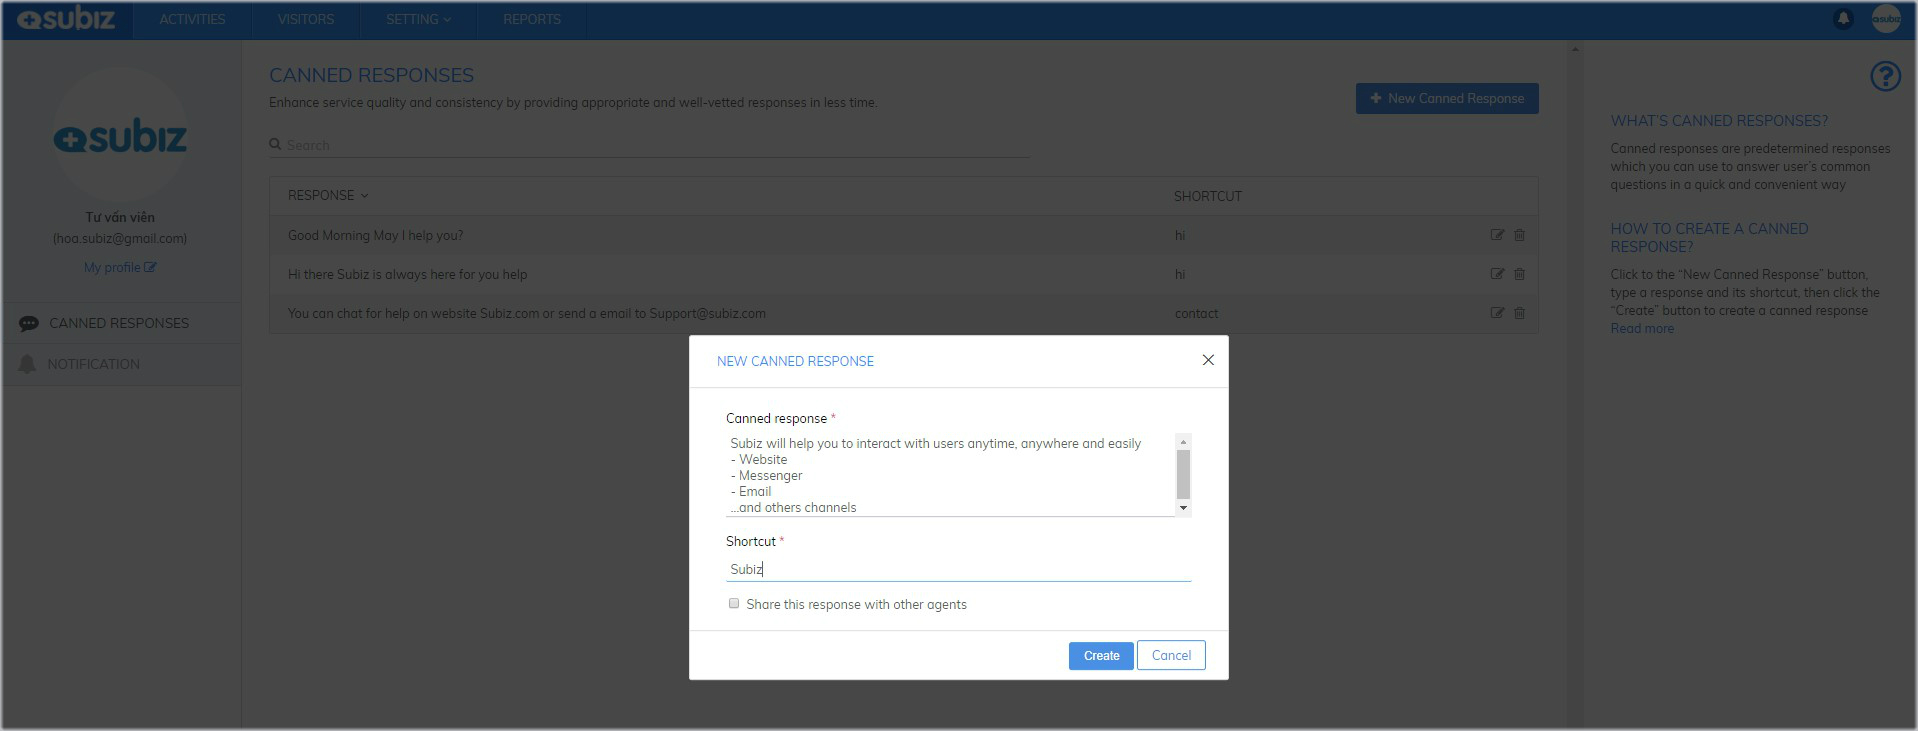 subiz
ACTIVITIES
VISITORS
SETTING
REPORTS
subiz
subiz
Tư vấn viên
(hoa.subiz@gmail.com)
My profile
CANNED RESPONSES
NOTIFICATION
CANNED RESPONSES
Enhance service quality and consistency by providing appropriate and well-vetted responses in less time.
+ New Canned Response
Search
RESPONSE
SHORTCUT
Good Morning May I help you?
hi
Hi there Subiz is always here for you help
hi
You can chat for help on website Subiz.com or send a email to Support@subiz.com
contact
NEW CANNED RESPONSE
Canned response *
Subiz will help you to interact with users anytime, anywhere and easily
- Website
- Messenger
- Email
...and others channels
Shortcut *
Subiz
Share this response with other agents
Create
Cancel
?
WHAT'S CANNED RESPONSES?
Canned responses are predetermined responses
which you can use to answer user's common
questions in a quick and convenient way
HOW TO CREATE A CANNED
RESPONSE?
Click to the “New Canned Response” button,
type a response and its shortcut, then click the
“Create” button to create a canned response
Read more